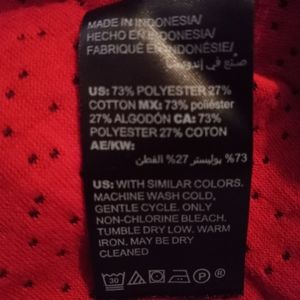 MADE IN INDONESIA/
HECHO EN INDONESIA/
FABRIQUÉ EN INDONÉSIE/
صنع في إندونيسيا
US: 73% POLYESTER 27%
COTTON MX: 73% poliéster
27% ALGODÓN CA: 73%
POLYESTER 27% COTON
AE/KW:
73% بوليستر 27% القطن
US: WITH SIMILAR COLORS.
MACHINE WASH COLD,
GENTLE CYCLE. ONLY
NON-CHLORINE BLEACH.
TUMBLE DRY LOW. WARM
IRON, MAY BE DRY
CLEANED
30
P